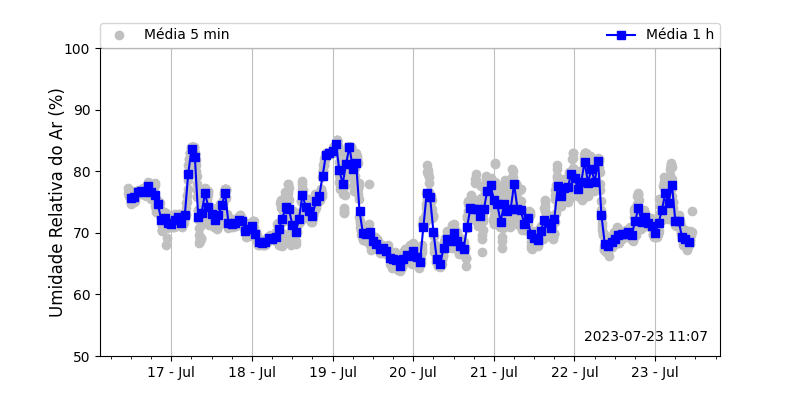 Média 5 min
Média 1 h
Umidade Relativa do Ar (%)
100
90
80
70
60
50
2023-07-23 11:07
17 - Jul
18 - Jul
19 - Jul
20 - Jul
21 - Jul
22 - Jul
23 - Jul